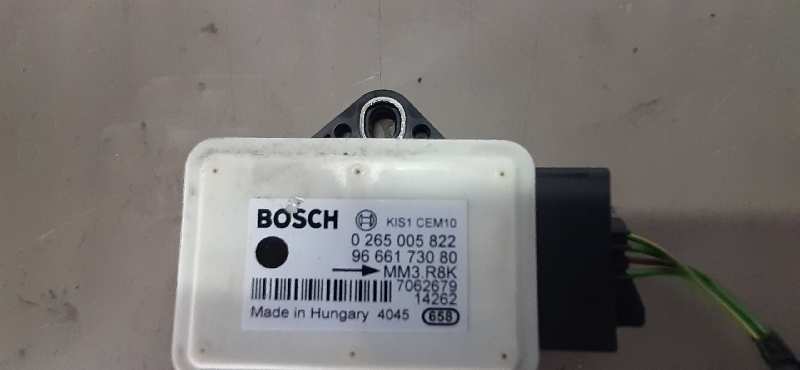 BOSCH KIS1 CEM10
0 265 005 822
96 661 730 80
MM3.R8K
7062679
14262
Made in Hungary 4045 658